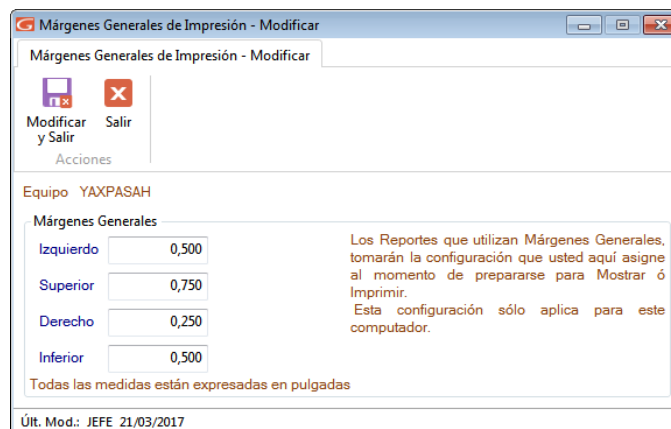 Márgenes Generales de Impresión - Modificar
Márgenes Generales de Impresión - Modificar
Modificar
y Salir
Salir
Acciones
Equipo YAXPASAH
Márgenes Generales
Izquierdo 0,500
Superior 0,750
Derecho 0,250
Inferior 0,500
Los Reportes que utilizan Márgenes Generales,
tomarán la configuración que usted aquí asigne
al momento de prepararse para Mostrar ó
Imprimir.
Esta configuración sólo aplica para este
computador.
Todas las medidas están expresadas en pulgadas
Últ. Mod.: JEFE 21/03/2017